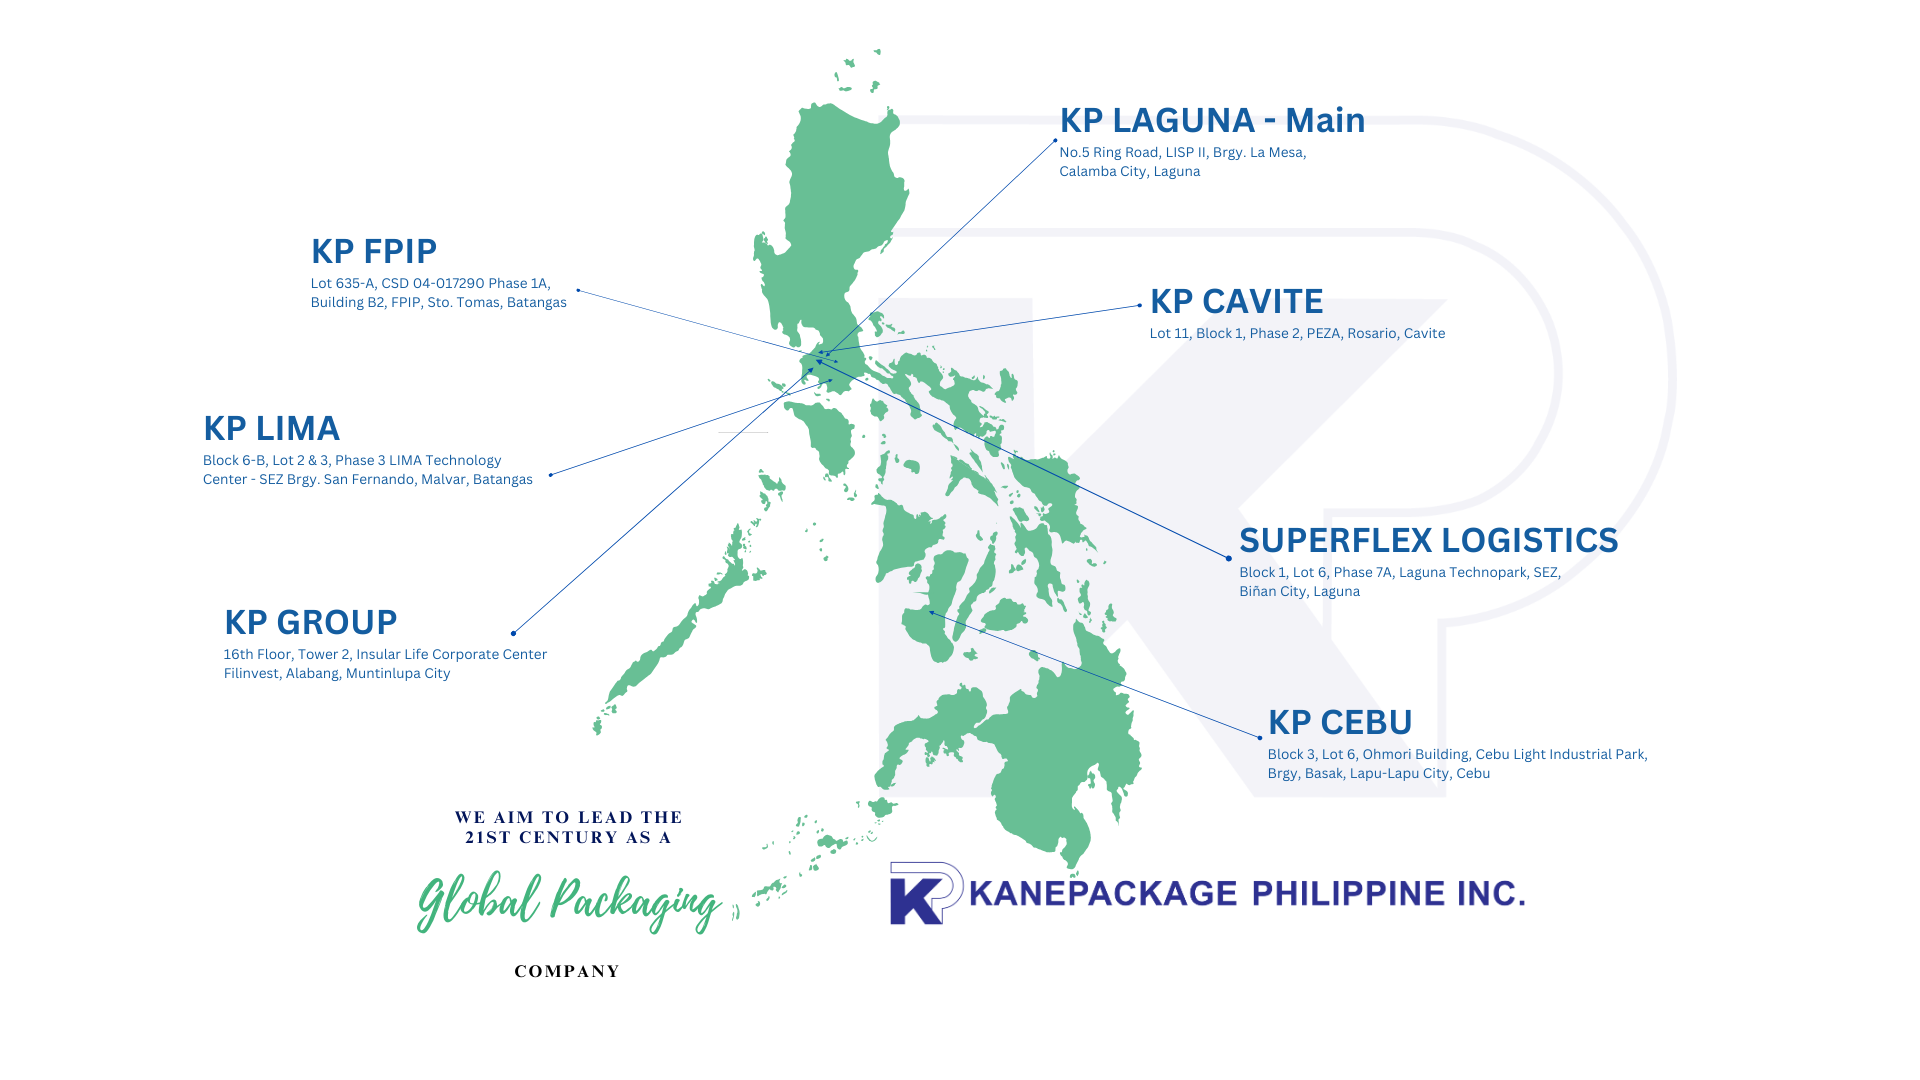 KP LAGUNA - Main
No.5 Ring Road, LISP II, Brgy. La Mesa,
Calamba City, Laguna
KP FPIP
Lot 635-A, CSD 04-017290 Phase 1A,
Building B2, FPIP, Sto. Tomas, Batangas
KP CAVITE
Lot 11, Block 1, Phase 2, PEZA, Rosario, Cavite
KP LIMA
Block 6-B, Lot 2 & 3, Phase 3 LIMA Technology
Center - SEZ Brgy. San Fernando, Malvar, Batangas
SUPERFLEX LOGISTICS
Block 1, Lot 6, Phase 7A, Laguna Technopark, SEZ,
Biñan City, Laguna
KP GROUP
16th Floor, Tower 2, Insular Life Corporate Center
Filinvest, Alabang, Muntinlupa City
KP CEBU
Block 3, Lot 6, Ohmori Building, Cebu Light Industrial Park,
Brgy, Basak, Lapu-Lapu City, Cebu
WE AIM TO LEAD THE
21ST CENTURY AS A
Global Packaging
COMPANY
KP KANEPACKAGE PHILIPPINE INC.